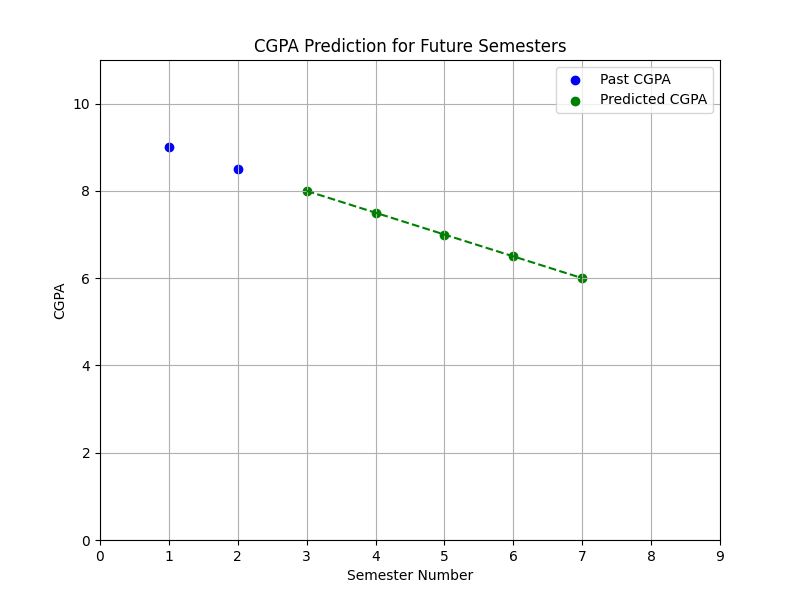 CGPA Prediction for Future Semesters
Past CGPA
Predicted CGPA
10
8
6
4
2
0
CGPA
0 1 2 3 4 5 6 7 8 9
Semester Number